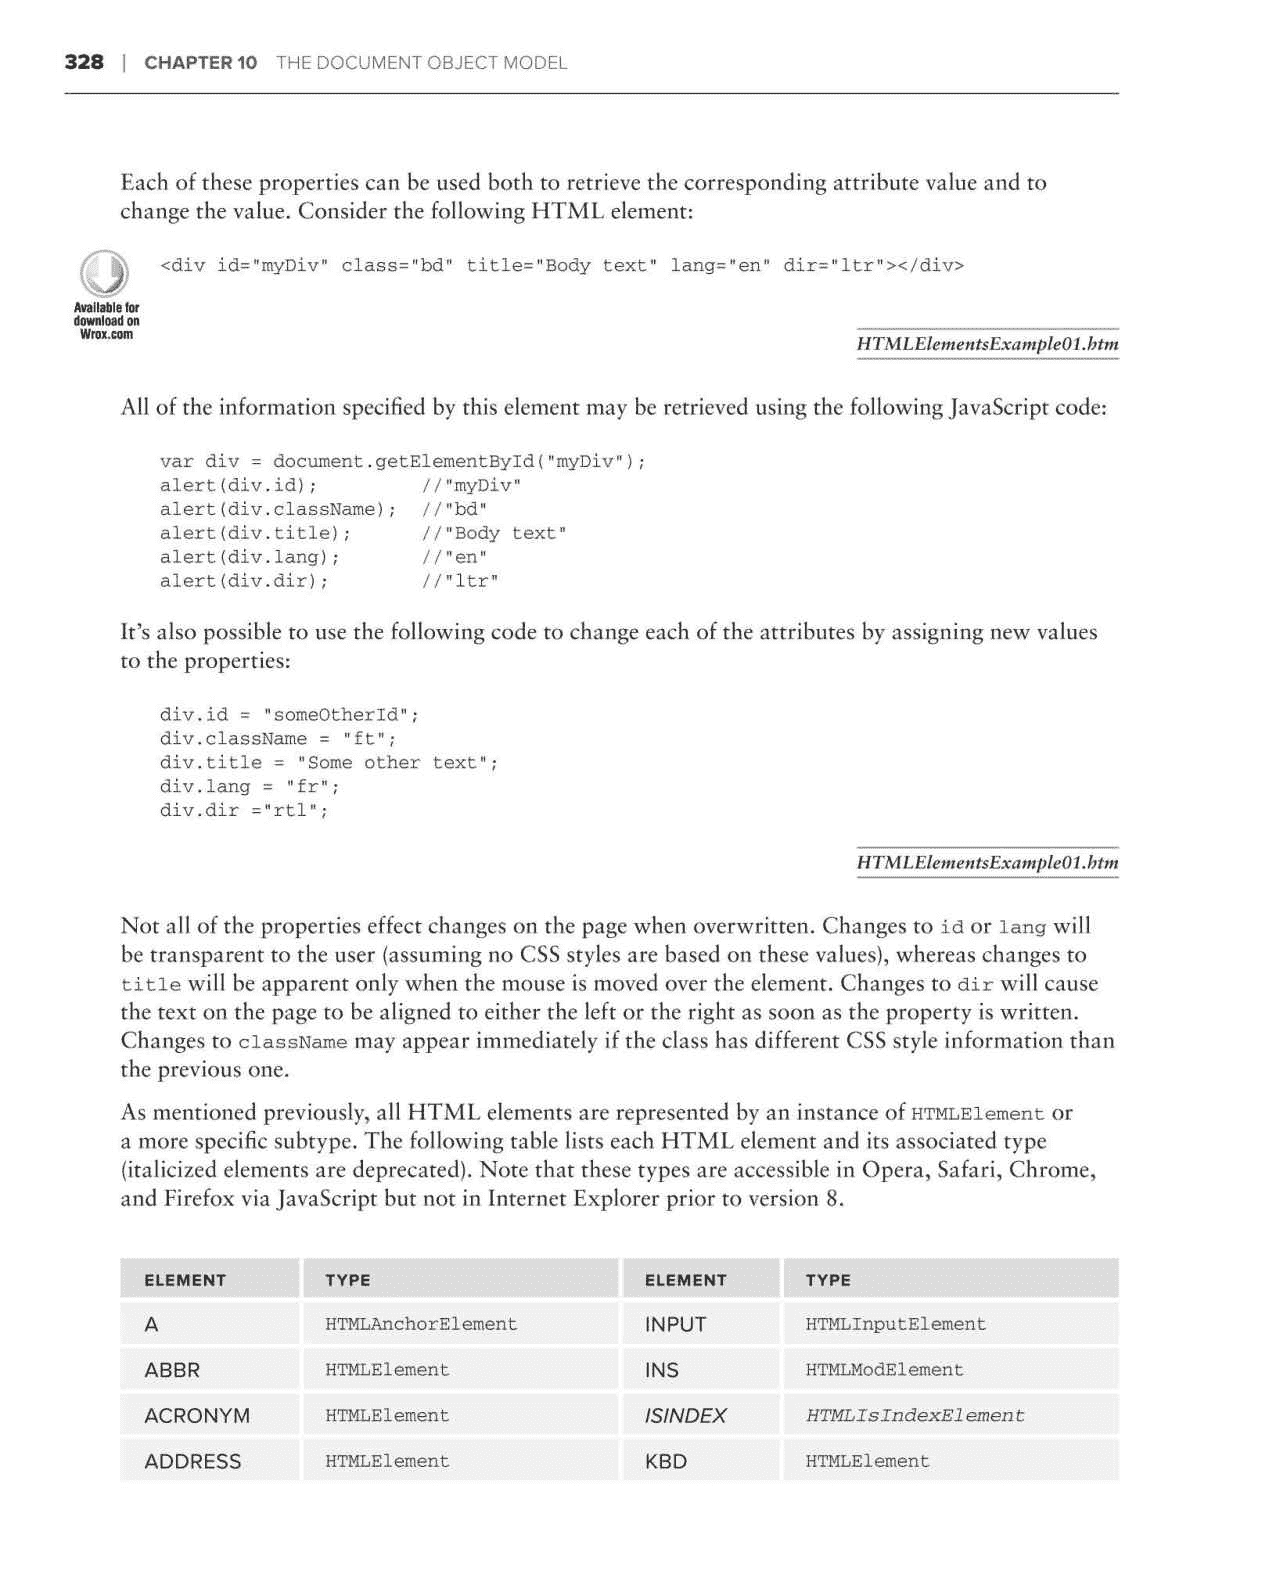 328 | CHAPTER 10 THE DOCUMENT OBJECT MODEL
Each of these properties can be used both to retrieve the corresponding attribute value and to
change the value. Consider the following HTML element:
<div id="myDiv" class="bd" title="Body text" lang="en" dir="ltr"></div>
Available for
download on
Wrox.com
HTMLElementsExample01.htm
All of the information specified by this element may be retrieved using the following JavaScript code:
var div = document.getElementById("myDiv");
alert(div.id); //"myDiv"
alert(div.className); //"bd"
alert(div.title); //"Body text"
alert(div.lang); //"en"
alert(div.dir); //"ltr"
It's also possible to use the following code to change each of the attributes by assigning new values
to the properties:
div.id = "someOtherId";
div.className = "ft";
div.title = "Some other text";
div.lang = "fr";
div.dir ="rtl";
HTMLElementsExample01.htm
Not all of the properties effect changes on the page when overwritten. Changes to id or lang will
be transparent to the user (assuming no CSS styles are based on these values), whereas changes to
title will be apparent only when the mouse is moved over the element. Changes to dir will cause
the text on the page to be aligned to either the left or the right as soon as the property is written.
Changes to className may appear immediately if the class has different CSS style information than
the previous one.
As mentioned previously, all HTML elements are represented by an instance of HTMLElement or
a more specific subtype. The following table lists each HTML element and its associated type
(italicized elements are deprecated). Note that these types are accessible in Opera, Safari, Chrome,
and Firefox via JavaScript but not in Internet Explorer prior to version 8.
ELEMENT TYPE ELEMENT TYPE
A HTMLAnchorElement INPUT HTMLInputElement
ABBR HTMLElement INS HTMLModElement
ACRONYM HTMLElement ISINDEX HTMLIsIndexElement
ADDRESS HTMLElement KBD HTMLElement